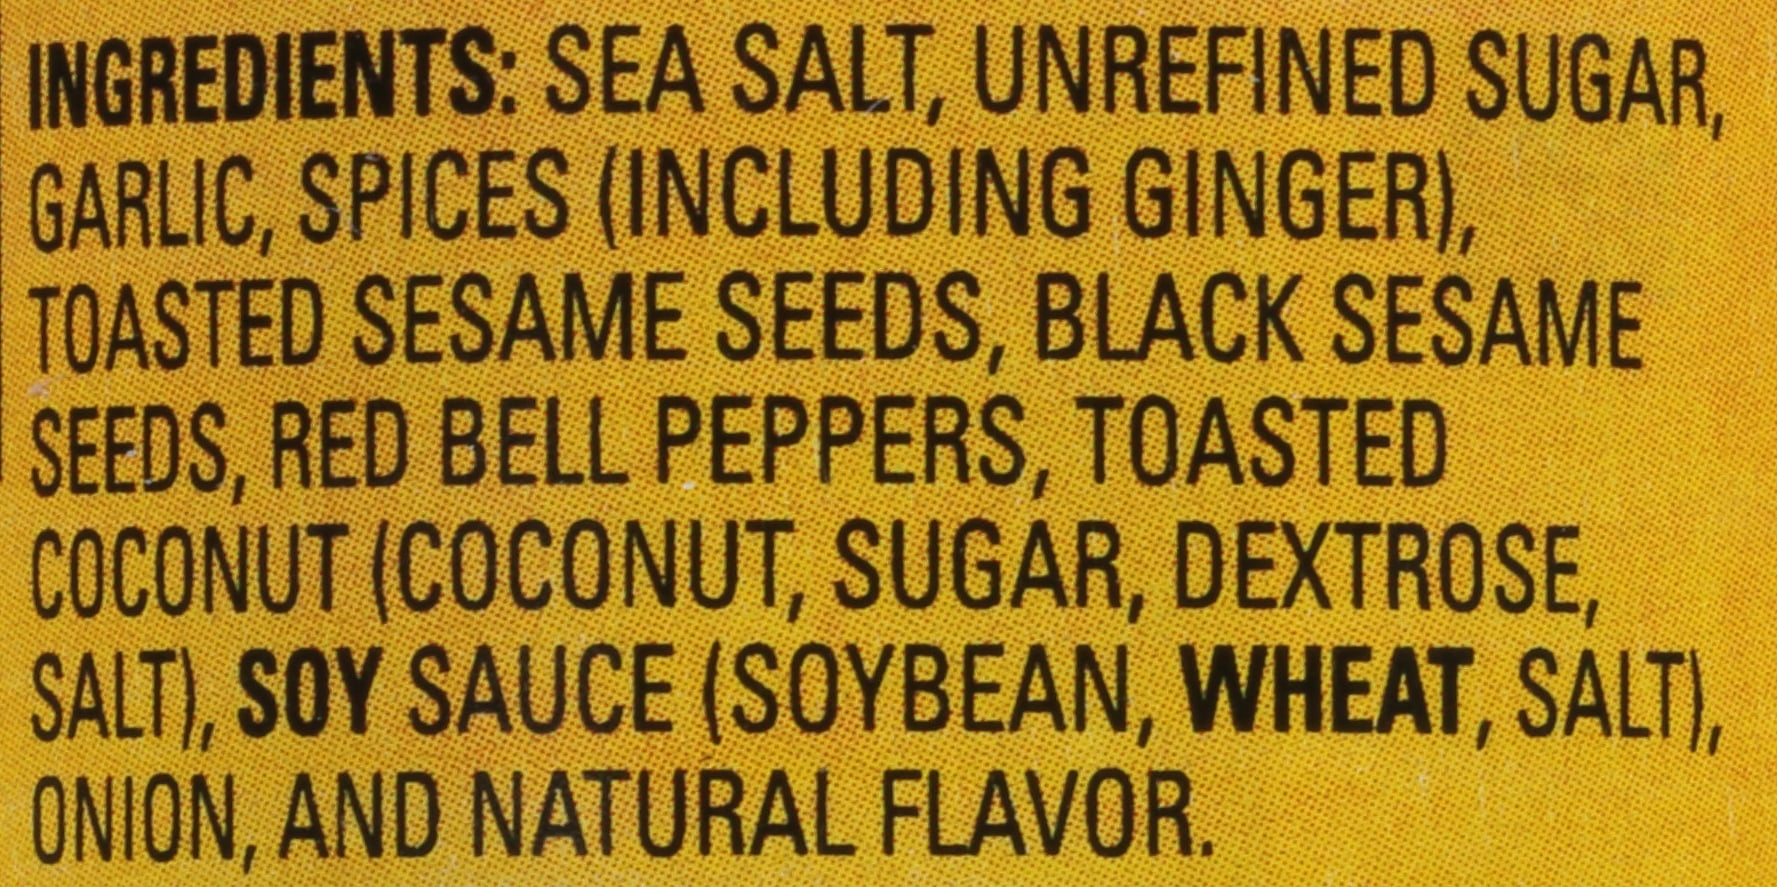 INGREDIENTS: SEA SALT, UNREFINED SUGAR,
GARLIC, SPICES (INCLUDING GINGER),
TOASTED SESAME SEEDS, BLACK SESAME
SEEDS, RED BELL PEPPERS, TOASTED
COCONUT (COCONUT, SUGAR, DEXTROSE,
SALT), SOY SAUCE (SOYBEAN, WHEAT, SALT),
ONION, AND NATURAL FLAVOR.